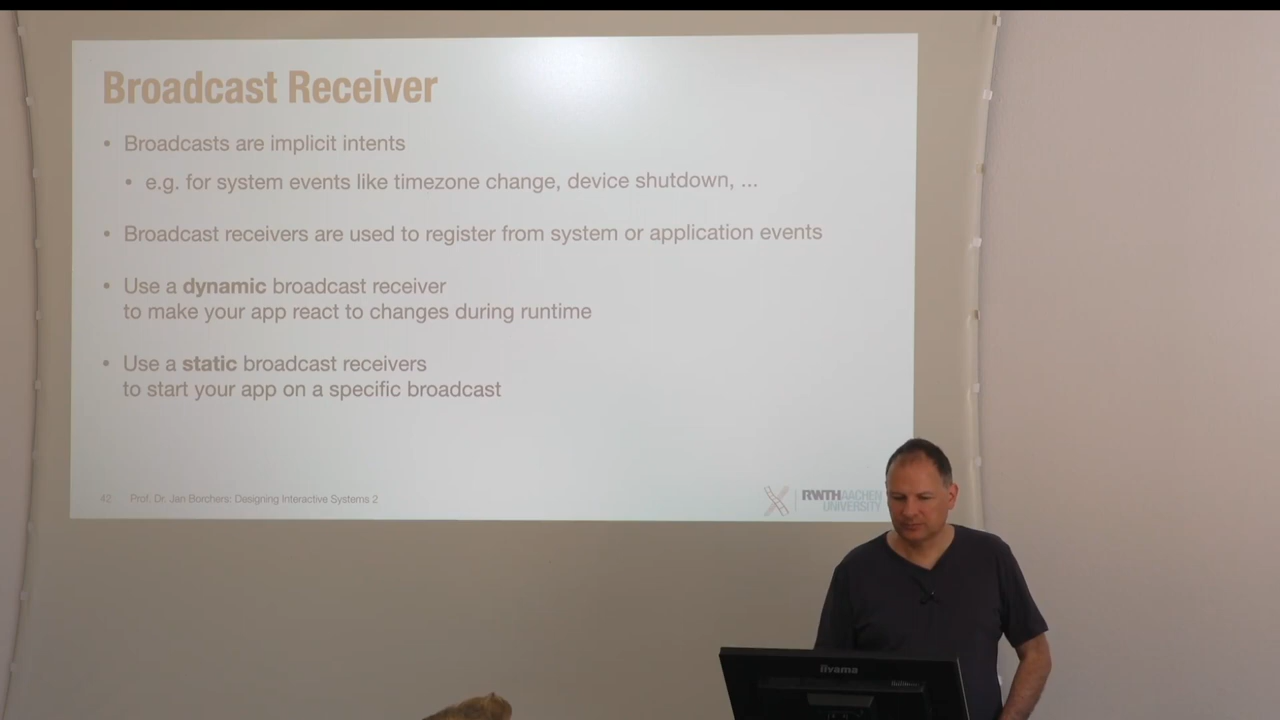 Broadcast Receiver
• Broadcasts are implicit intents
• e.g. for system events like timezone change, device shutdown, ...
• Broadcast receivers are used to register from system or application events
• Use a dynamic broadcast receiver
to make your app react to changes during runtime
• Use a static broadcast receivers
to start your app on a specific broadcast
Prof. Dr. Jan Borchers: Designing Interactive Systems 2
RWTH AACHEN
UNIVERSITY
iiyama